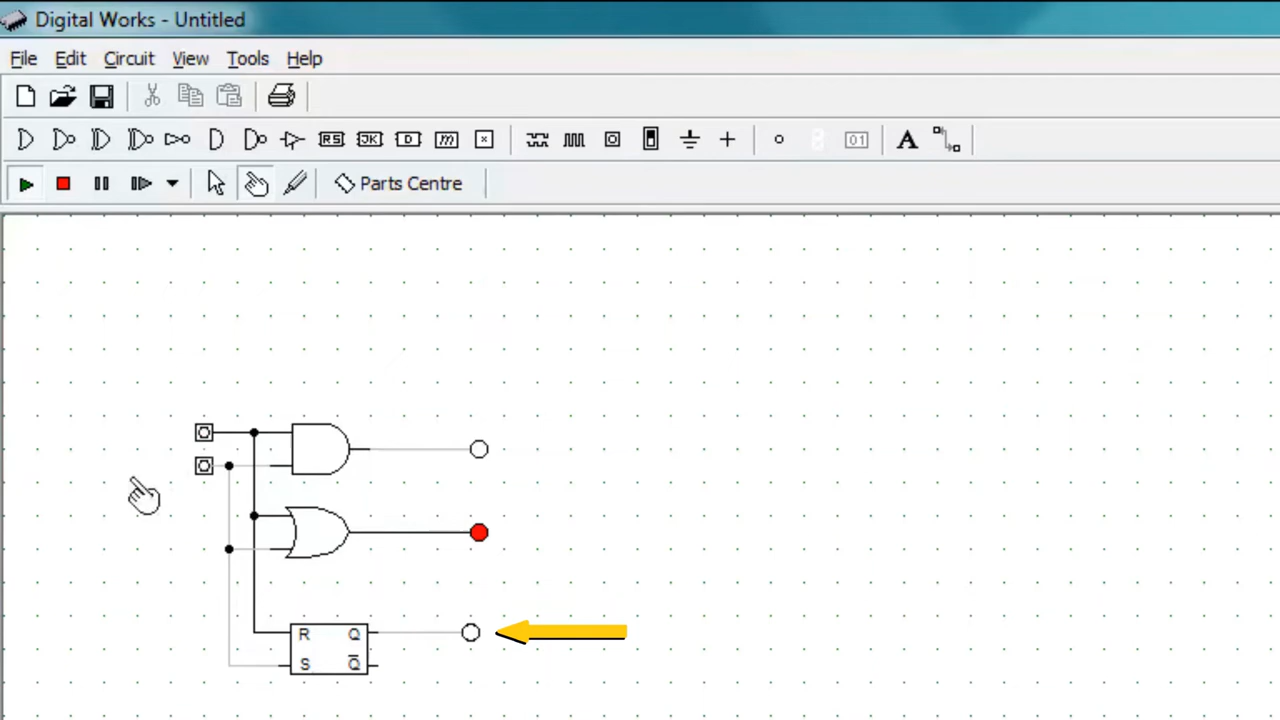 Digital Works - Untitled
File Edit Circuit View Tools Help
RS JK D m x 01 A
Parts Centre
R Q
S Q̅